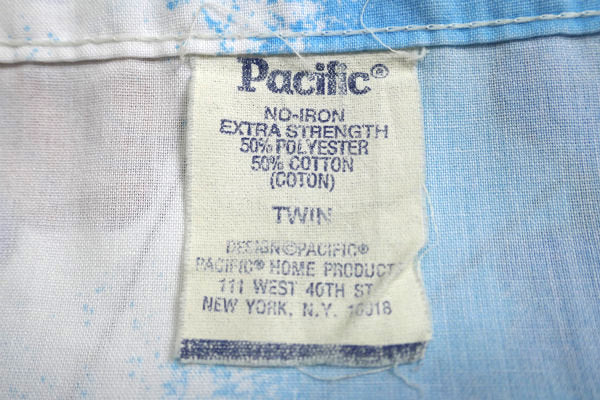 Pacific®
NO-IRON
EXTRA STRENGTH
50% POLYESTER
50% COTTON
(COTON)
TWIN
DESIGN©PACIFIC®
PACIFIC® HOME PRODUCTS
111 WEST 40TH ST.
NEW YORK, N.Y. 10018